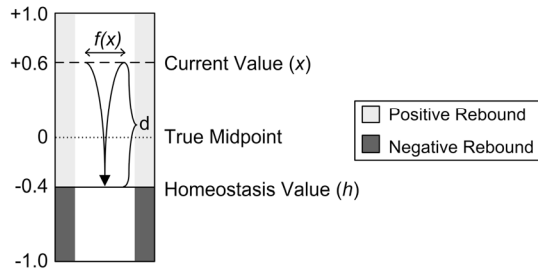 +1.0
f(x)
+0.6 Current Value (x)
d
0 True Midpoint
-0.4 Homeostasis Value (h)
-1.0
Positive Rebound
Negative Rebound